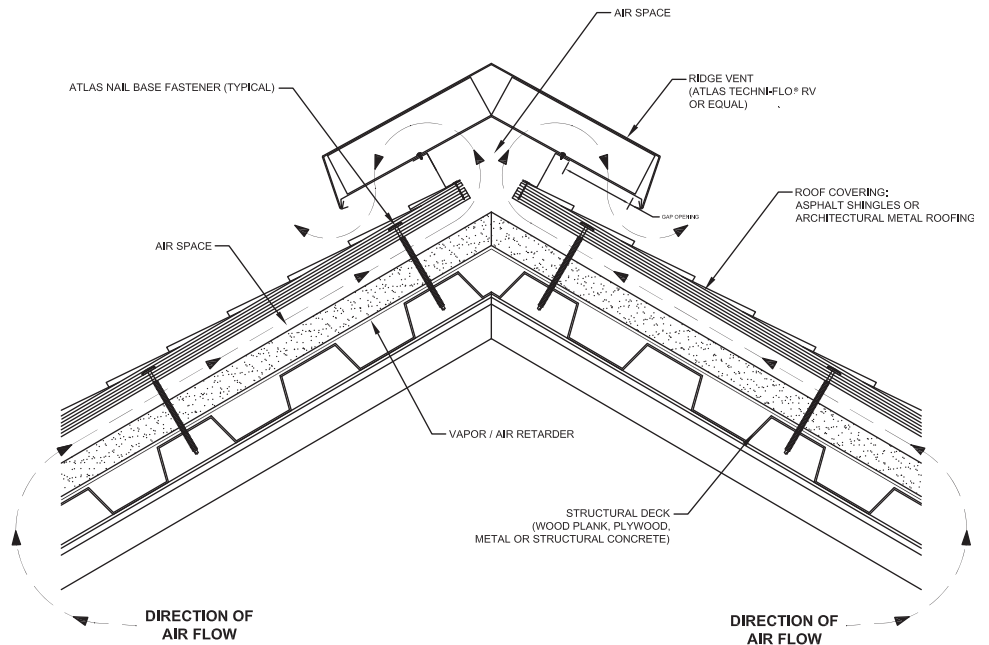 AIR SPACE
ATLAS NAIL BASE FASTENER (TYPICAL)
RIDGE VENT
(ATLAS TECHNI-FLO® RV
OR EQUAL)
ROOF COVERING:
ASPHALT SHINGLES OR
ARCHITECTURAL METAL ROOFING
GAP OPENING
AIR SPACE
VAPOR / AIR RETARDER
STRUCTURAL DECK
(WOOD PLANK, PLYWOOD,
METAL OR STRUCTURAL CONCRETE)
DIRECTION OF
AIR FLOW
DIRECTION OF
AIR FLOW